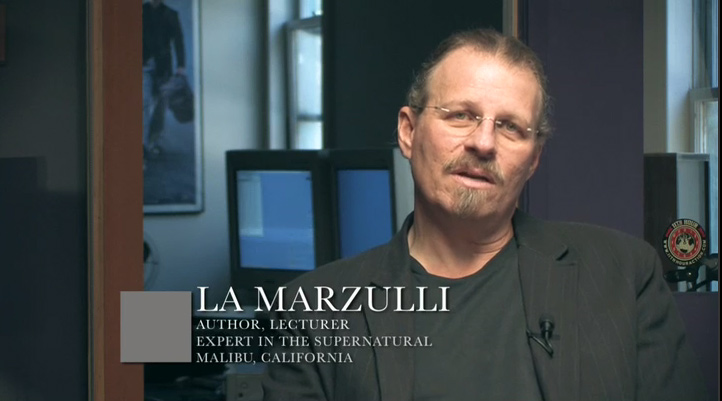 LA MARZULLI
AUTHOR, LECTURER
EXPERT IN THE SUPERNATURAL
MALIBU, CALIFORNIA